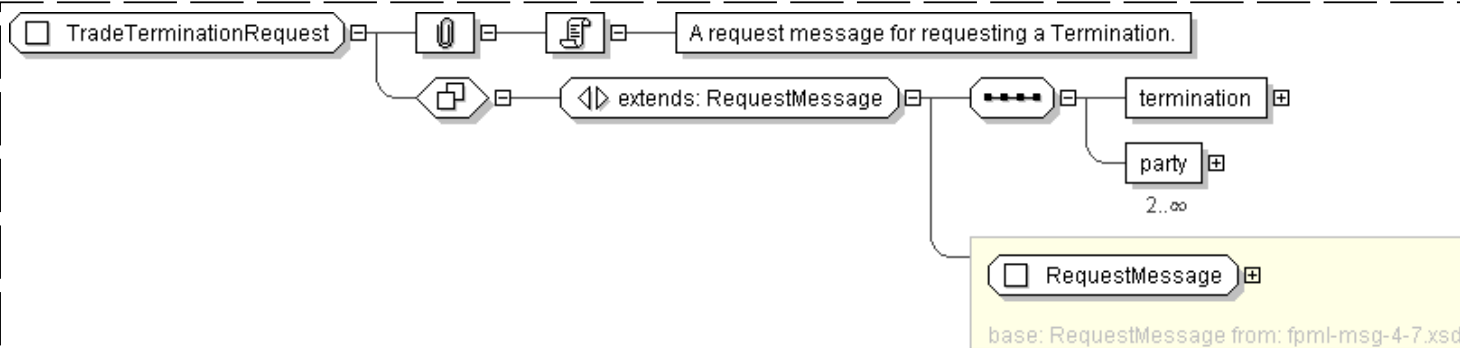 TradeTerminationRequest
A request message for requesting a Termination.
extends: RequestMessage
termination
party
2..∞
RequestMessage
base: RequestMessage from: fpml-msg-4-7.xsd